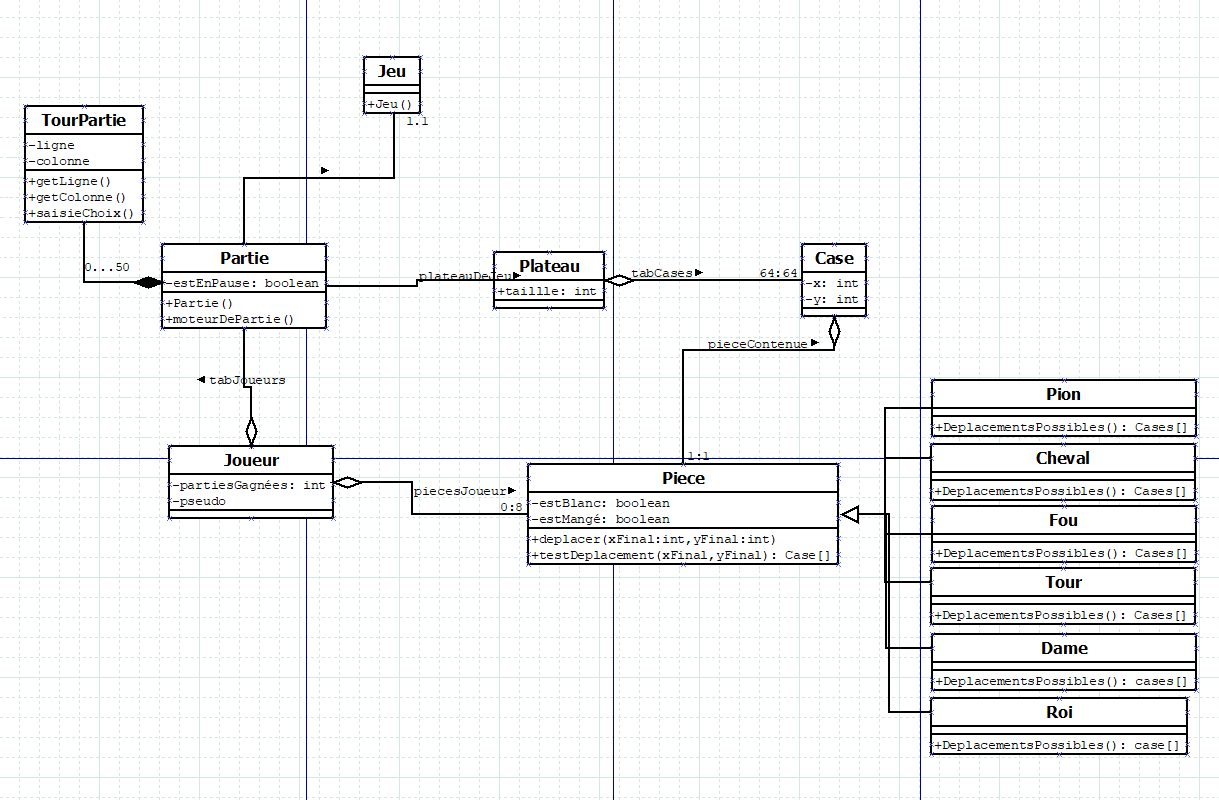 Jeu
+Jeu()
1.1
TourPartie
-ligne
-colonne
+getLigne()
+getColonne()
+saisieChoix()
0...50
Partie
-estEnPause: boolean
+Partie()
+moteurDePartie()
plateauDeJeu
Plateau
+taillle: int
tabCases
64:64
Case
-x: int
-y: int
pieceContenue
1:1
tabJoueurs
Joueur
-partiesGagnées: int
-pseudo
piecesJoueur
0:8
Piece
-estBlanc: boolean
-estMangé: boolean
+deplacer(xFinal:int,yFinal:int)
+testDeplacement(xFinal,yFinal): Case[]
Pion
+DeplacementsPossibles(): Cases[]
Cheval
+DeplacementsPossibles(): Cases[]
Fou
+DeplacementsPossibles(): Cases[]
Tour
+DeplacementsPossibles(): Cases[]
Dame
+DeplacementsPossibles(): cases[]
Roi
+DeplacementsPossibles(): case[]